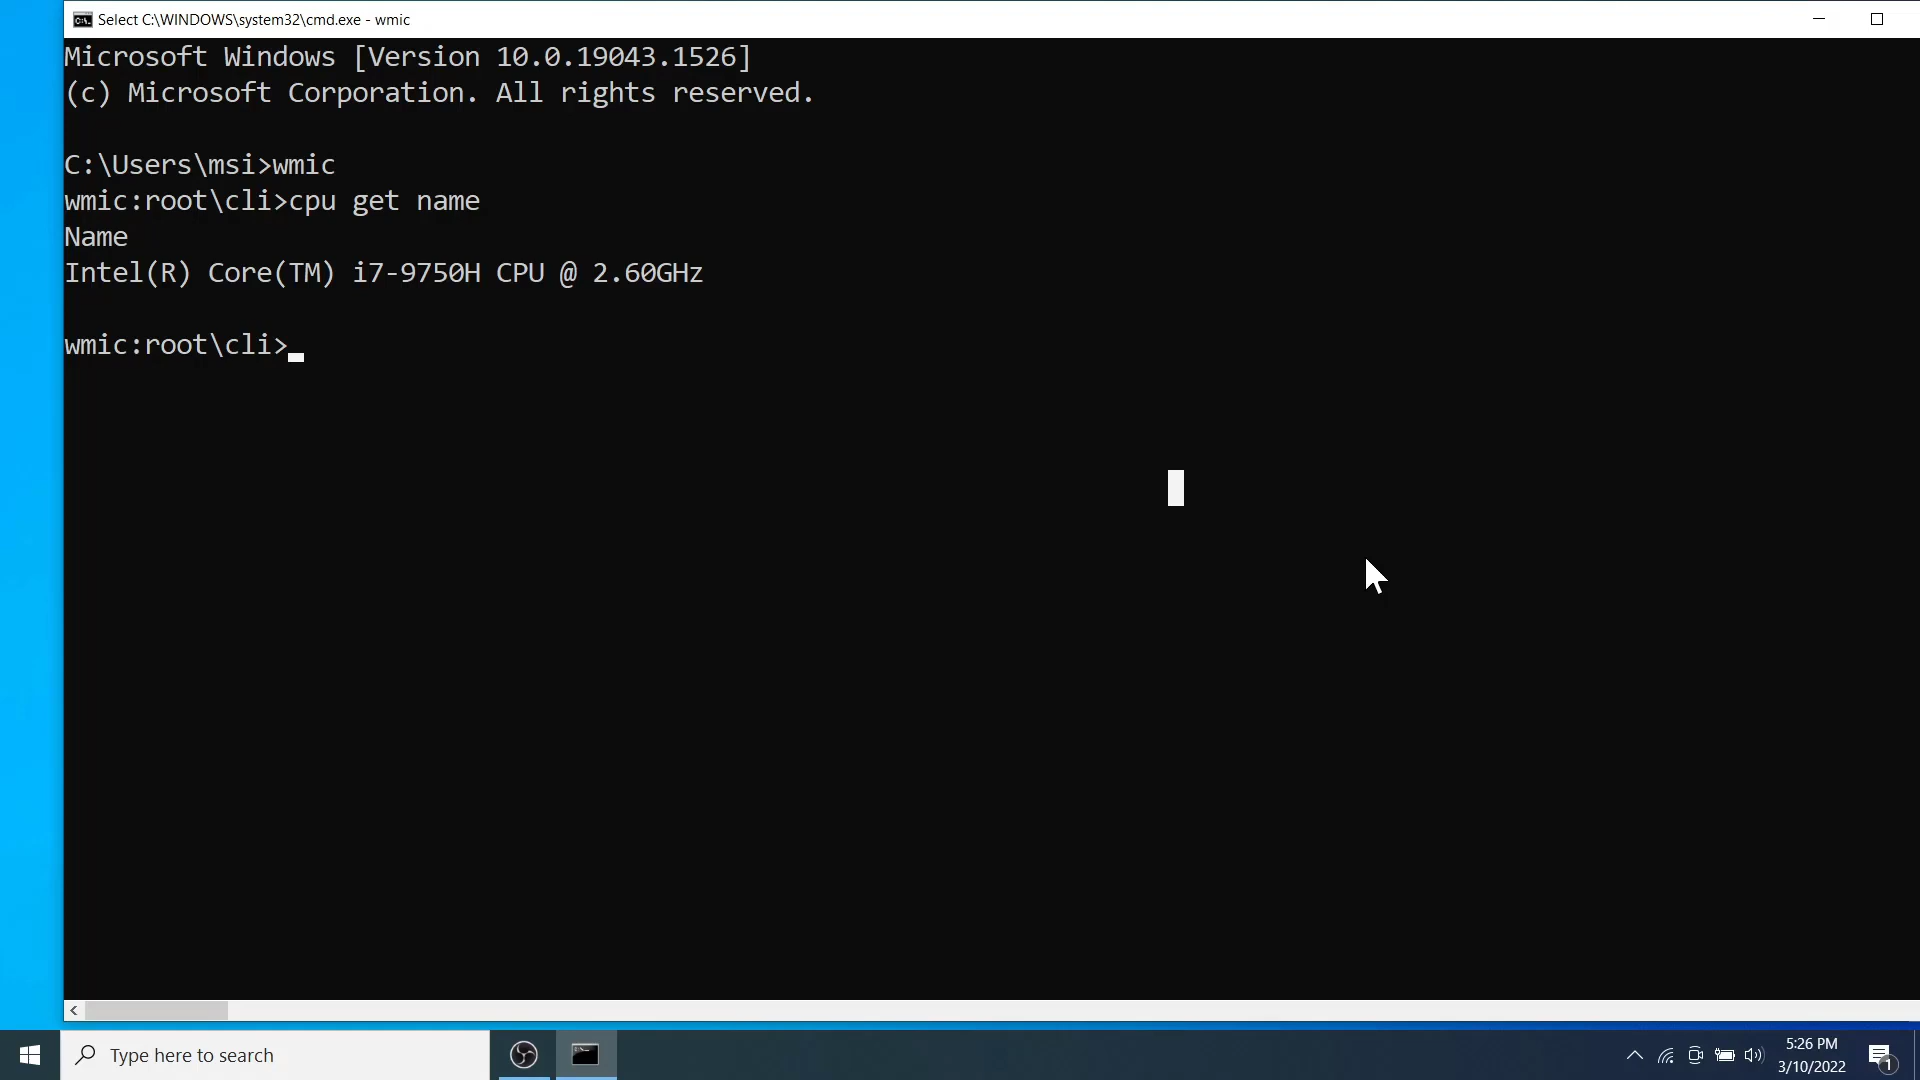 Select C:\WINDOWS\system32\cmd.exe - wmic
Microsoft Windows [Version 10.0.19043.1526]
(c) Microsoft Corporation. All rights reserved.
C:\Users\msi>wmic
wmic:root\cli>cpu get name
Name
Intel(R) Core(TM) i7-9750H CPU @ 2.60GHz
wmic:root\cli>
Type here to search
5:26 PM
3/10/2022
1